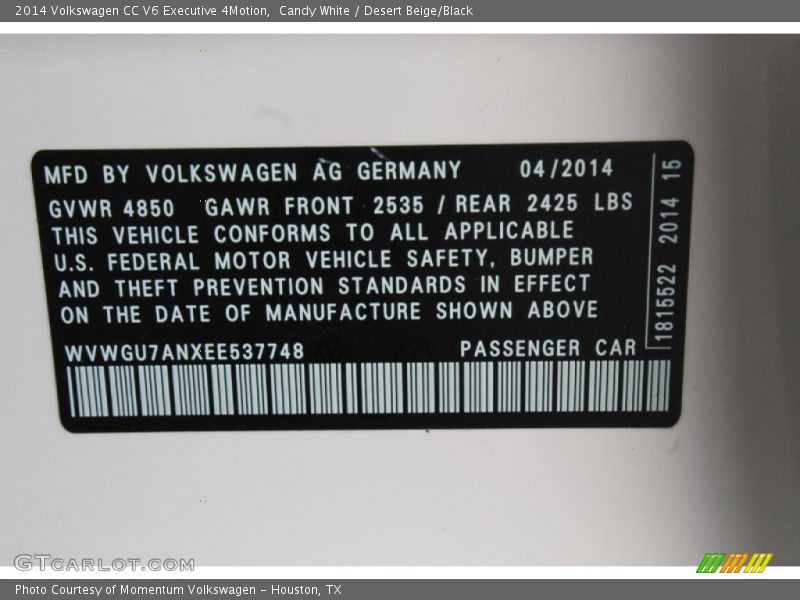 2014 Volkswagen CC V6 Executive 4Motion,  Candy White / Desert Beige/Black
MFD BY VOLKSWAGEN AG GERMANY 04/2014
GVWR 4850 GAWR FRONT 2535 / REAR 2425 LBS
THIS VEHICLE CONFORMS TO ALL APPLICABLE
U.S. FEDERAL MOTOR VEHICLE SAFETY, BUMPER
AND THEFT PREVENTION STANDARDS IN EFFECT
ON THE DATE OF MANUFACTURE SHOWN ABOVE
WVWGU7ANXEE537748 PASSENGER CAR
1815522 2014 15
GTCARLOT.COM
Photo Courtesy of Momentum Volkswagen - Houston, TX